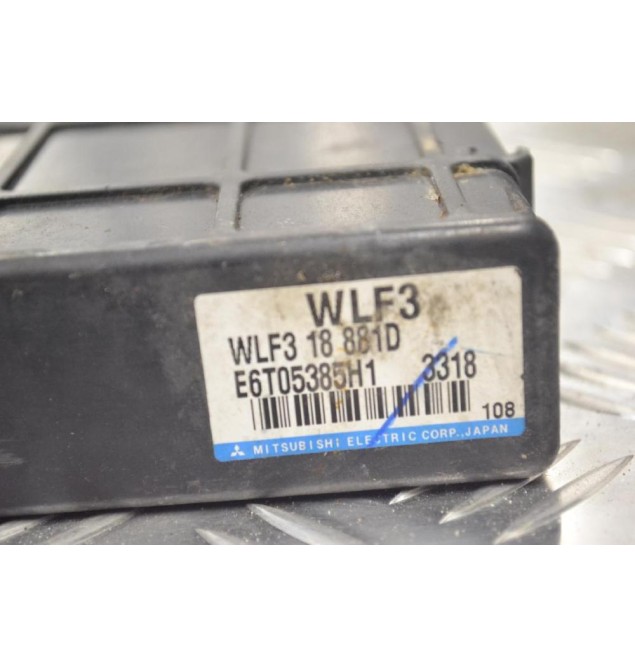 WLF3
WLF3 18 881D
E6T05385H1 3318
108
MITSUBISHI ELECTRIC CORP.,JAPAN